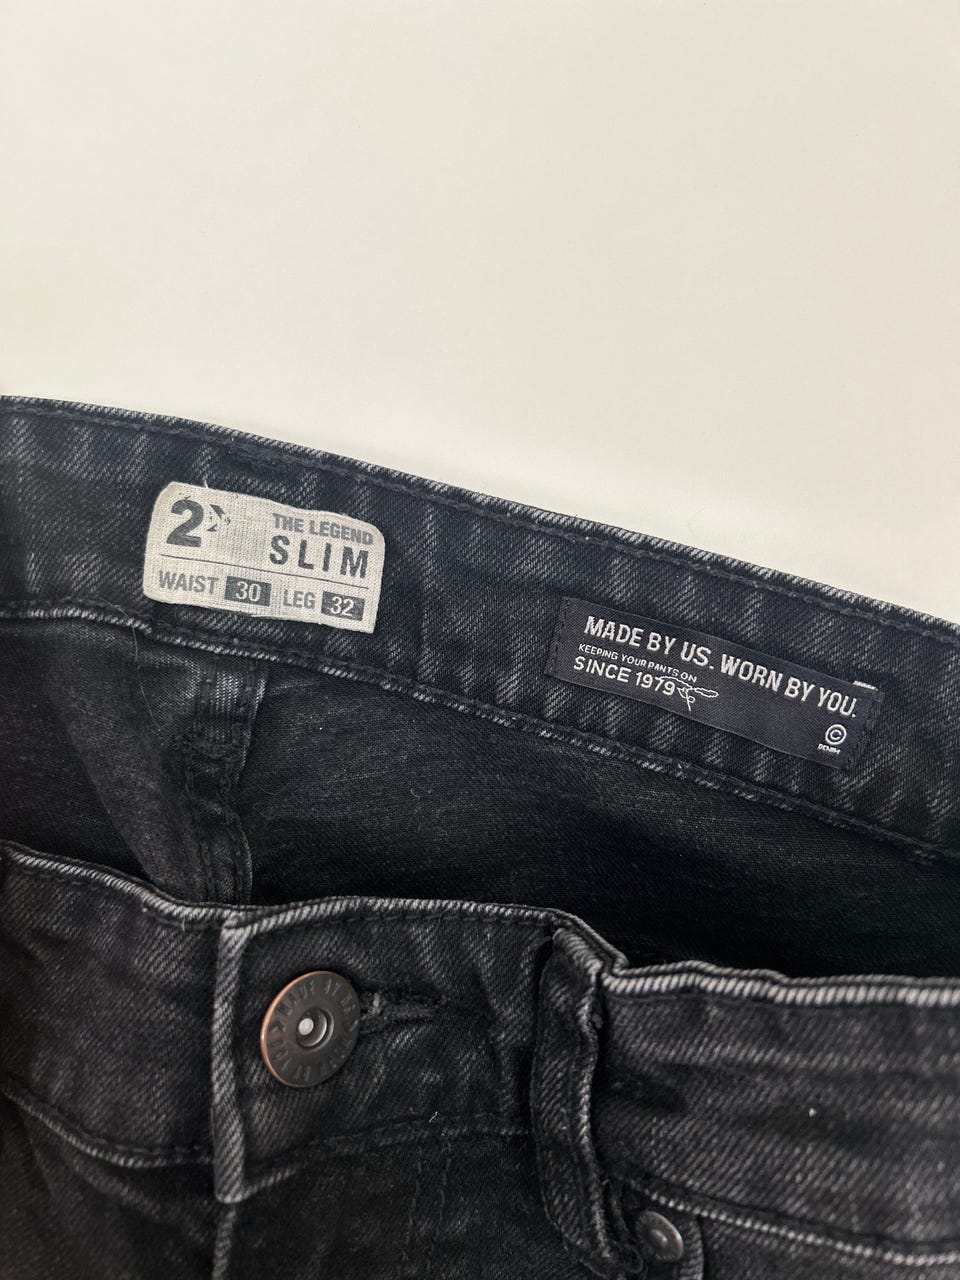 2
THE LEGEND
SLIM
WAIST 30 LEG 32
MADE BY US. WORN BY YOU.
KEEPING YOUR PANTS ON
SINCE 1979
©
DENIM